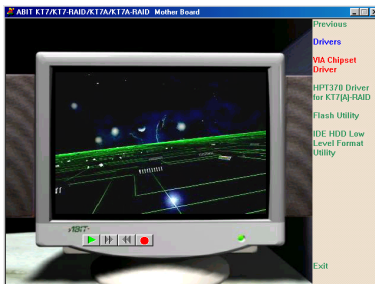 ABIT KT7/KT7-RAID/KT7A/KT7A-RAID Mother Board
Previous
Drivers
VIA Chipset
Driver
HPT370 Driver
for KT7(A)-RAID
Flash Utility
IDE HDD Low
Level Format
Utility
ABIT
Exit